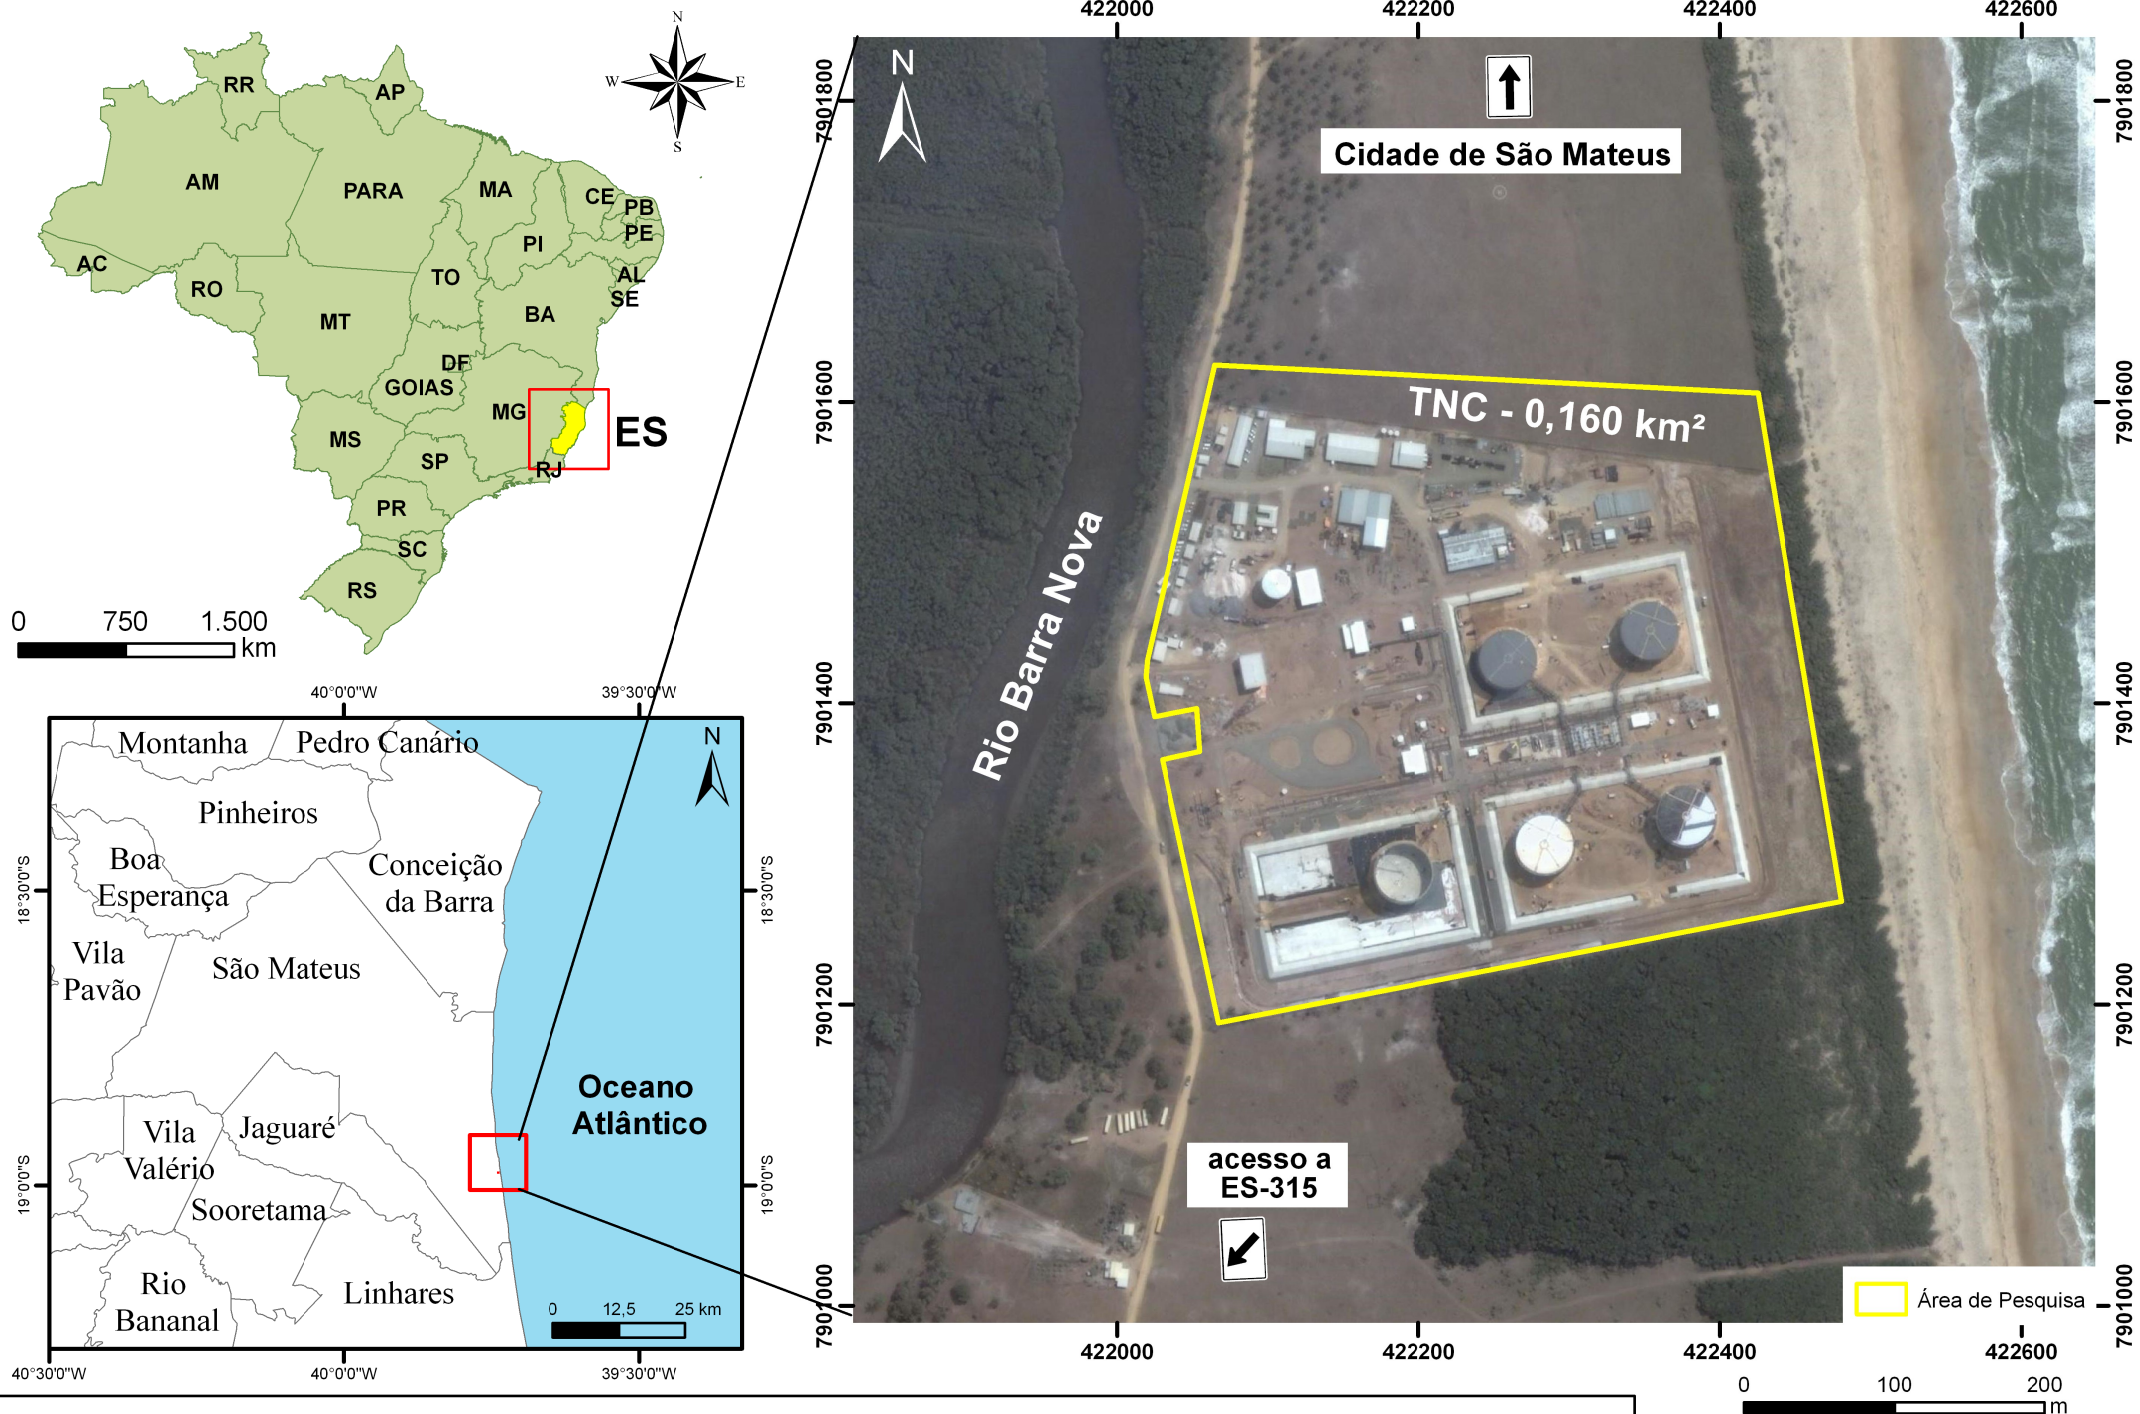 N
W
E
S
RR
AP
AM
PARA
MA
CE
PB
PE
PI
AC
RO
TO
AL
SE
MT
BA
DF
GOIAS
MG
ES
MS
SP
RJ
PR
SC
RS
0 750 1.500
km
40°0'0"W 39°30'0"W
N
Montanha
Pedro Canário
Pinheiros
Boa
Esperança
Conceição
da Barra
Vila
Pavão
São Mateus
18°30'0"S
18°30'0"S
Oceano
Atlântico
Vila
Valério
Jaguaré
Sooretama
19°0'0"S
19°0'0"S
Rio
Bananal
Linhares
0 12,5 25 km
40°30'0"W 40°0'0"W 39°30'0"W
422000 422200 422400 422600
7901800
7901600
7901400
7901200
7901000
N
Cidade de São Mateus
TNC - 0,160 km²
Rio Barra Nova
acesso a
ES-315
Área de Pesquisa
7901800
7901600
7901400
7901200
7901000
422000 422200 422400 422600
0 100 200
m